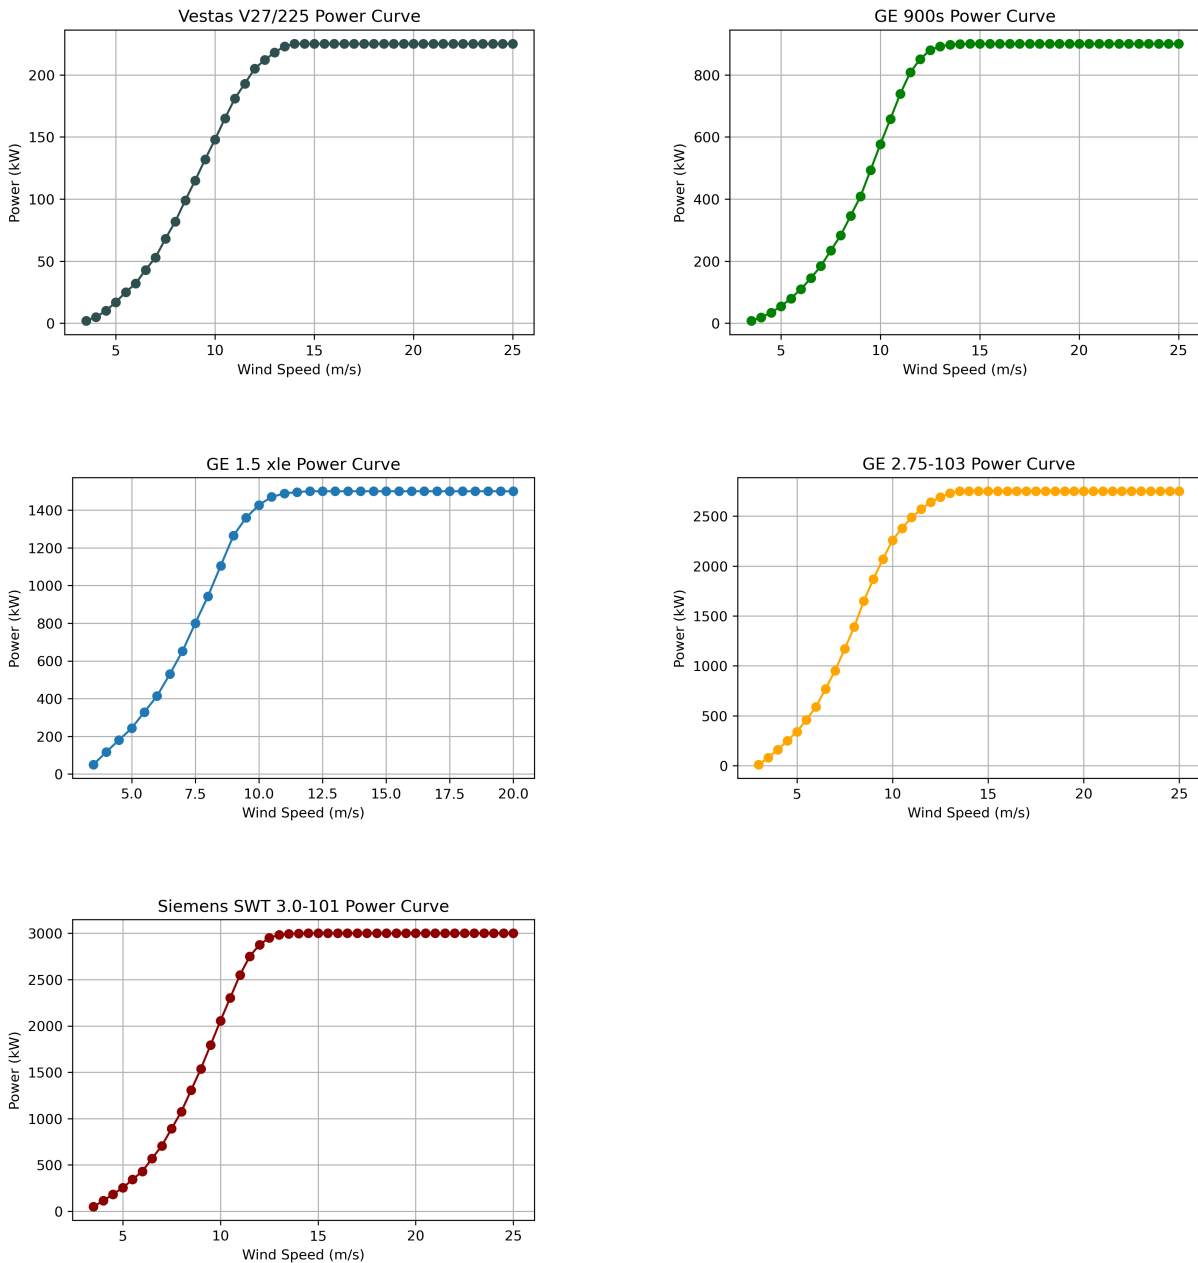 Vestas V27/225 Power Curve
Power (kW)
200
150
100
50
0
5 10 15 20 25
Wind Speed (m/s)
GE 900s Power Curve
Power (kW)
800
600
400
200
0
5 10 15 20 25
Wind Speed (m/s)
GE 1.5 xle Power Curve
Power (kW)
1400
1200
1000
800
600
400
200
0
5.0 7.5 10.0 12.5 15.0 17.5 20.0
Wind Speed (m/s)
GE 2.75-103 Power Curve
Power (kW)
2500
2000
1500
1000
500
0
5 10 15 20 25
Wind Speed (m/s)
Siemens SWT 3.0-101 Power Curve
Power (kW)
3000
2500
2000
1500
1000
500
0
5 10 15 20 25
Wind Speed (m/s)